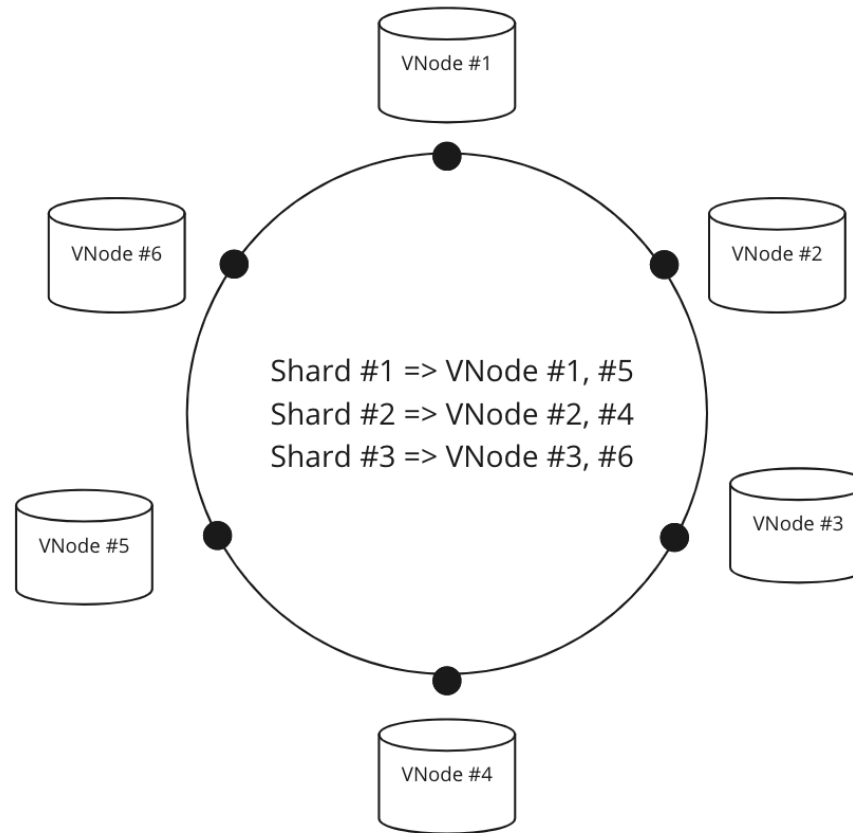 VNode #1
VNode #6
VNode #2
Shard #1 => VNode #1, #5
Shard #2 => VNode #2, #4
Shard #3 => VNode #3, #6
VNode #5
VNode #3
VNode #4